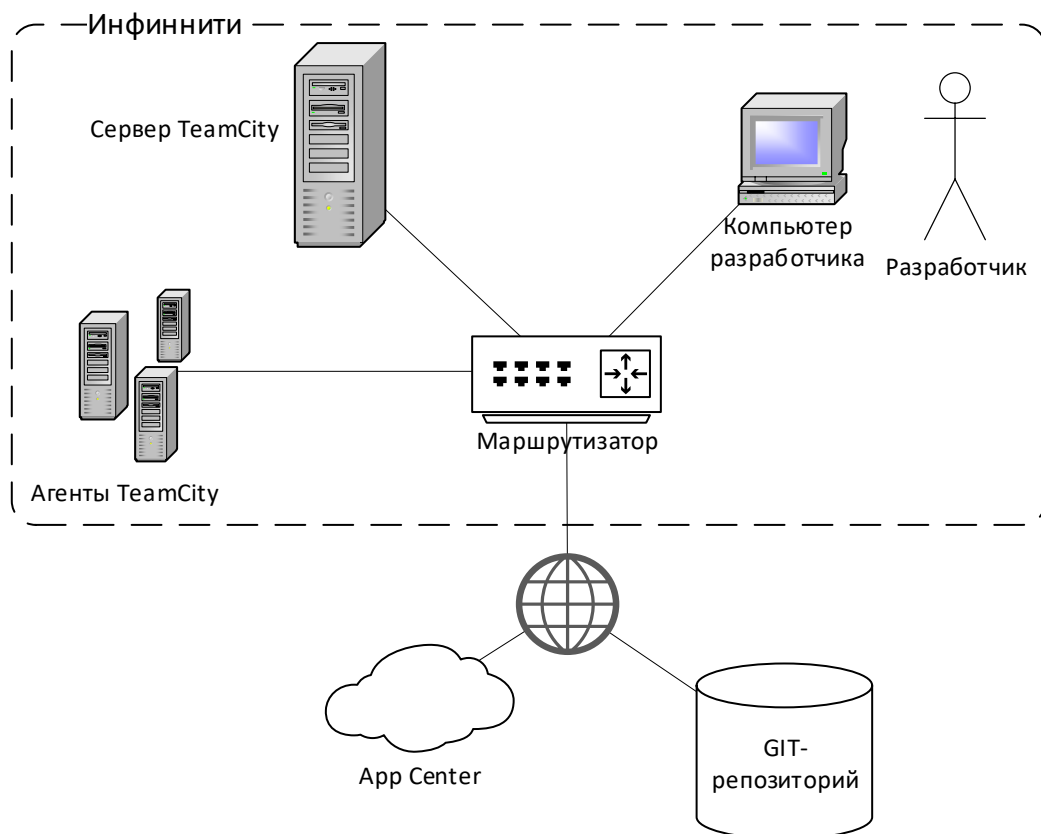 Инфиннити
Сервер TeamCity
Компьютер
разработчика
Разработчик
Маршрутизатор
Агенты TeamCity
App Center
GIT-
репозиторий